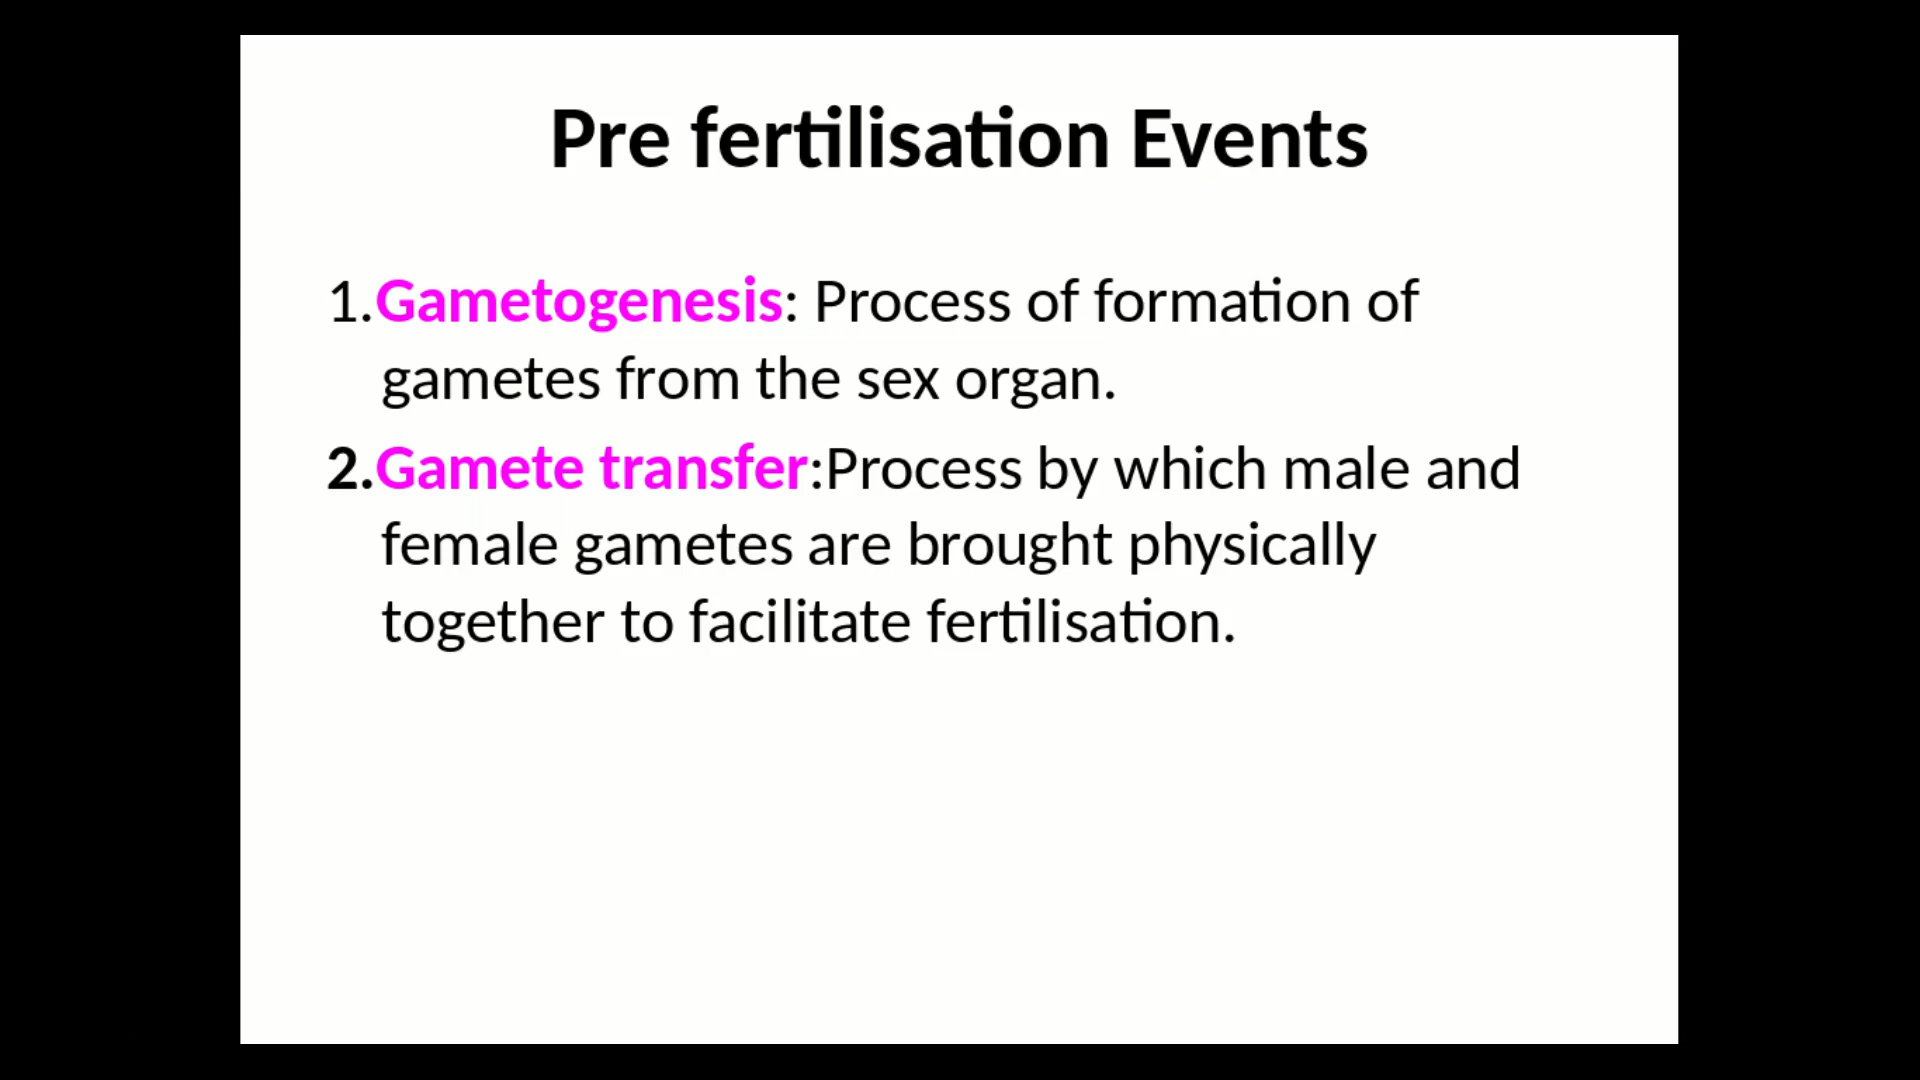 Pre fertilisation Events
1.Gametogenesis: Process of formation of
gametes from the sex organ.
2.Gamete transfer:Process by which male and
female gametes are brought physically
together to facilitate fertilisation.